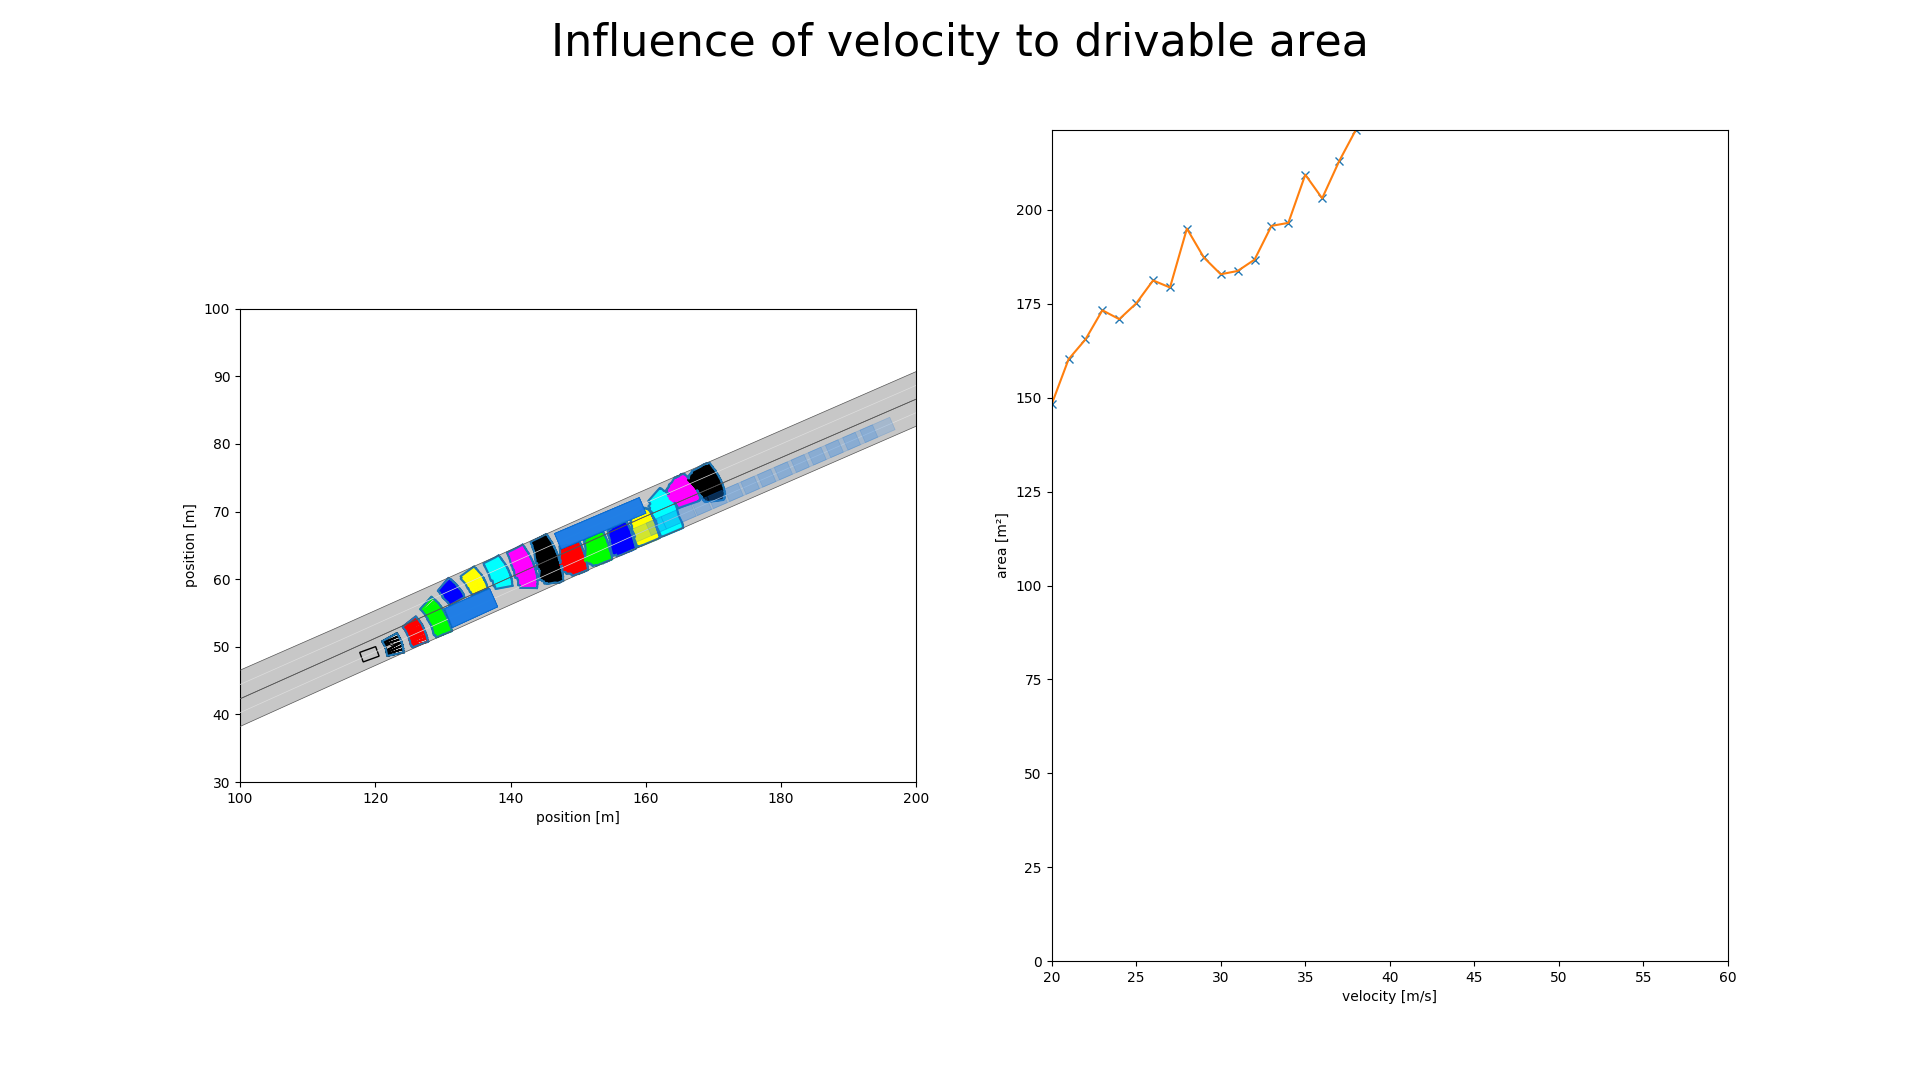 Influence of velocity to drivable area
100
90
80
70
60
50
40
30
position [m]
100 120 140 160 180 200
position [m]
200
175
150
125
100
75
50
25
0
area [m²]
20 25 30 35 40 45 50 55 60
velocity [m/s]